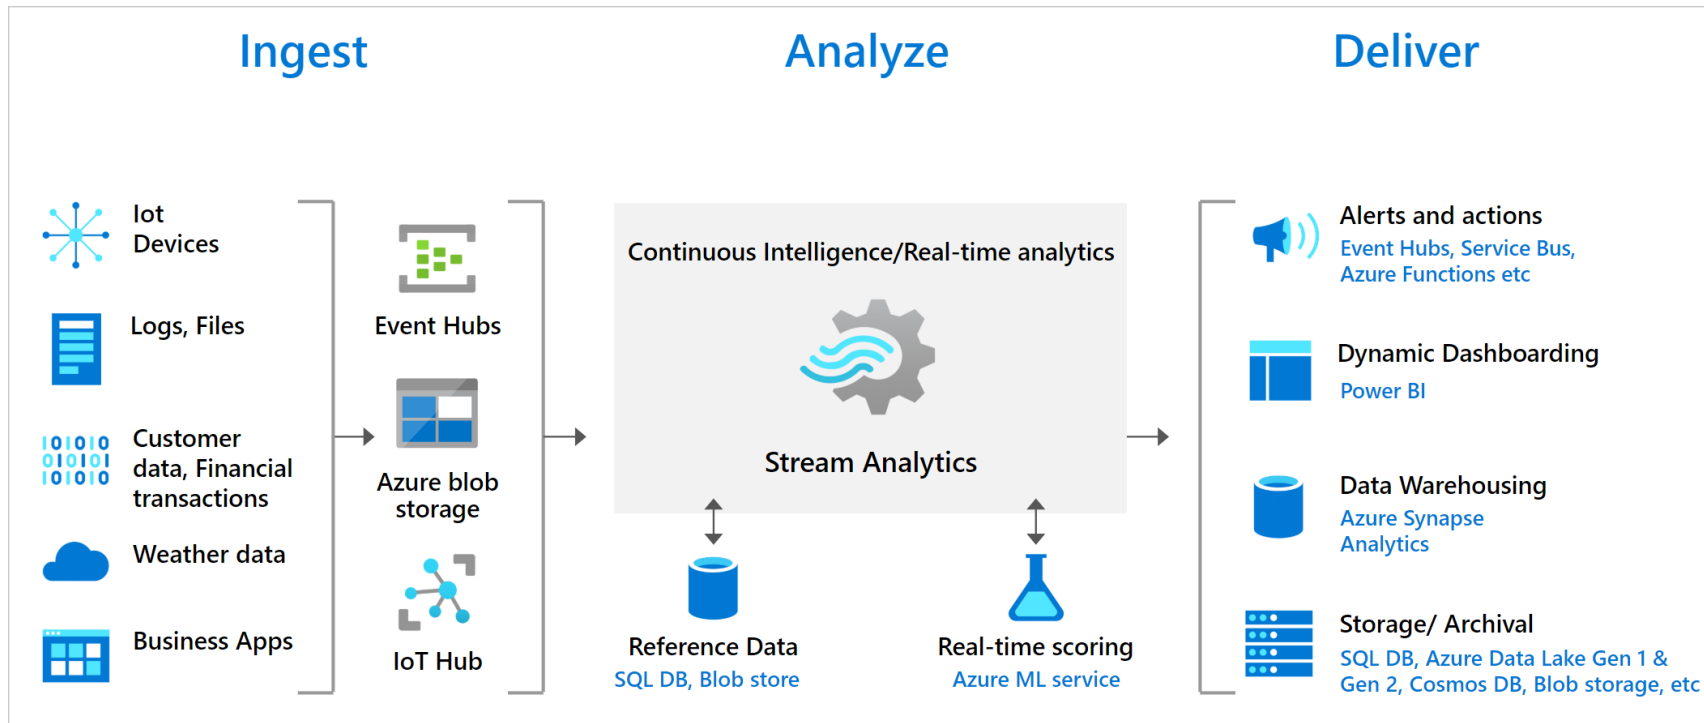 Ingest
Analyze
Deliver
Iot
Devices
Logs, Files
Customer
data, Financial
transactions
Weather data
Business Apps
Event Hubs
Azure blob
storage
IoT Hub
Continuous Intelligence/Real-time analytics
Stream Analytics
Reference Data
SQL DB, Blob store
Real-time scoring
Azure ML service
Alerts and actions
Event Hubs, Service Bus,
Azure Functions etc
Dynamic Dashboarding
Power BI
Data Warehousing
Azure Synapse
Analytics
Storage/ Archival
SQL DB, Azure Data Lake Gen 1 &
Gen 2, Cosmos DB, Blob storage, etc